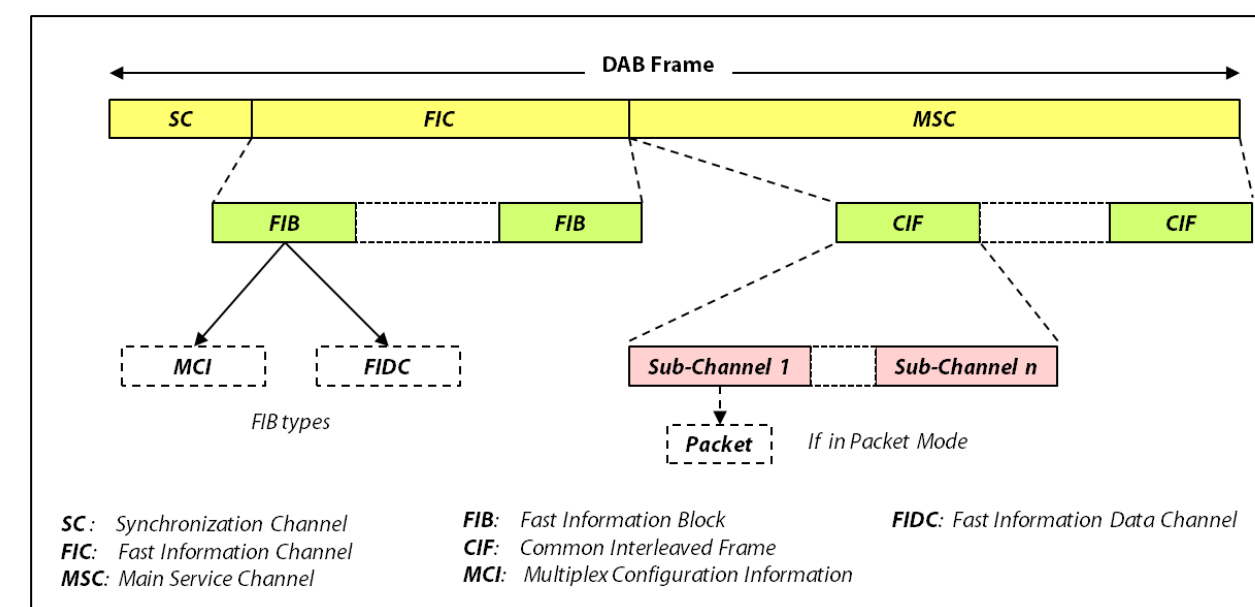 DAB Frame
SC FIC MSC
FIB FIB CIF CIF
MCI FIDC Sub-Channel 1 Sub-Channel n
FIB types
Packet If in Packet Mode
SC: Synchronization Channel
FIC: Fast Information Channel
MSC: Main Service Channel
FIB: Fast Information Block
CIF: Common Interleaved Frame
MCI: Multiplex Configuration Information
FIDC: Fast Information Data Channel